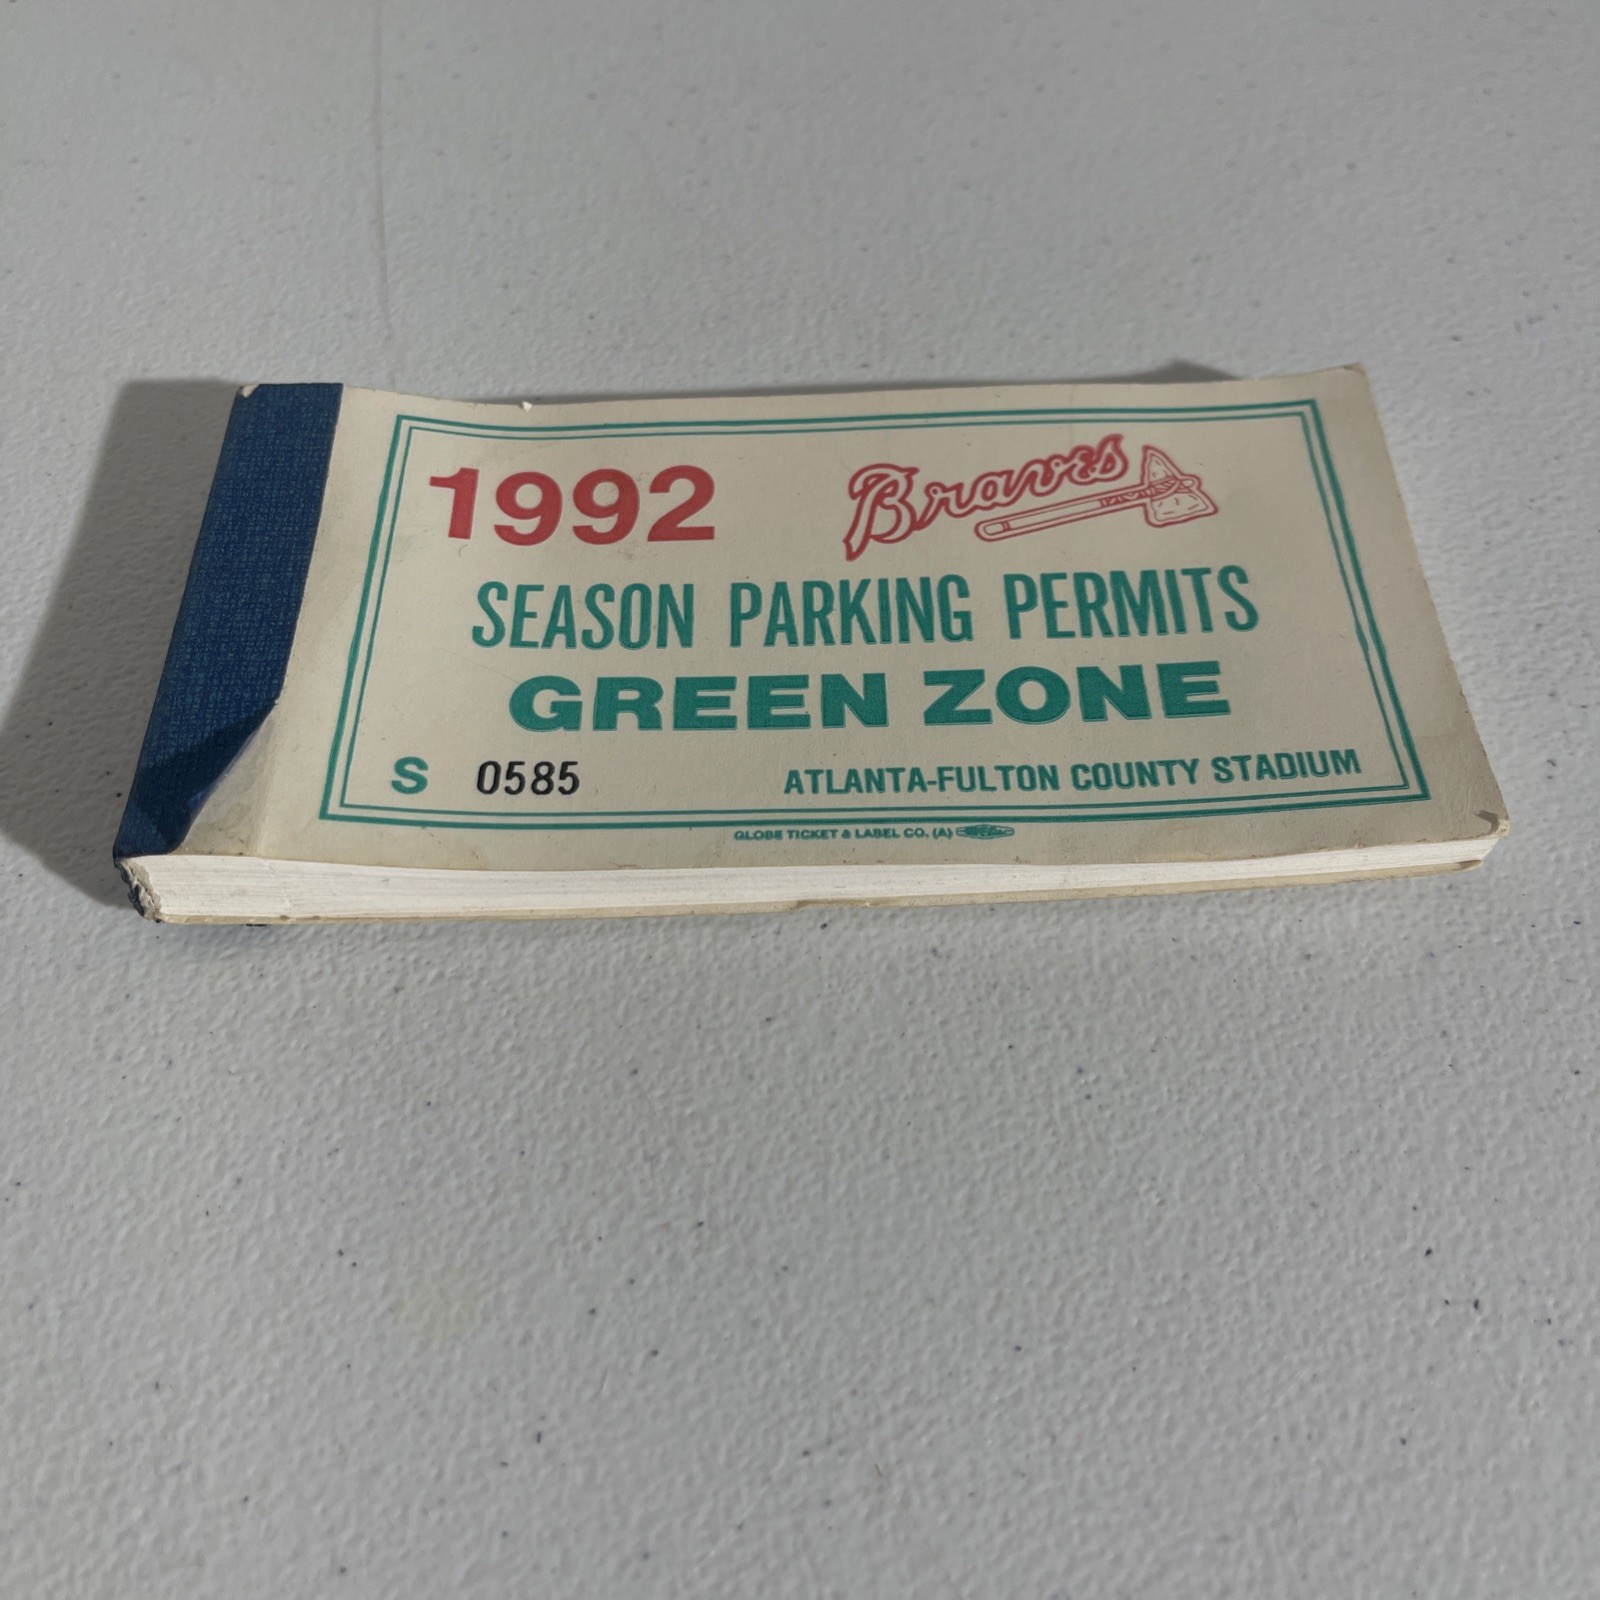 1992 Braves
SEASON PARKING PERMITS
GREEN ZONE
S 0585 ATLANTA-FULTON COUNTY STADIUM
GLOBE TICKET & LABEL CO. (A)